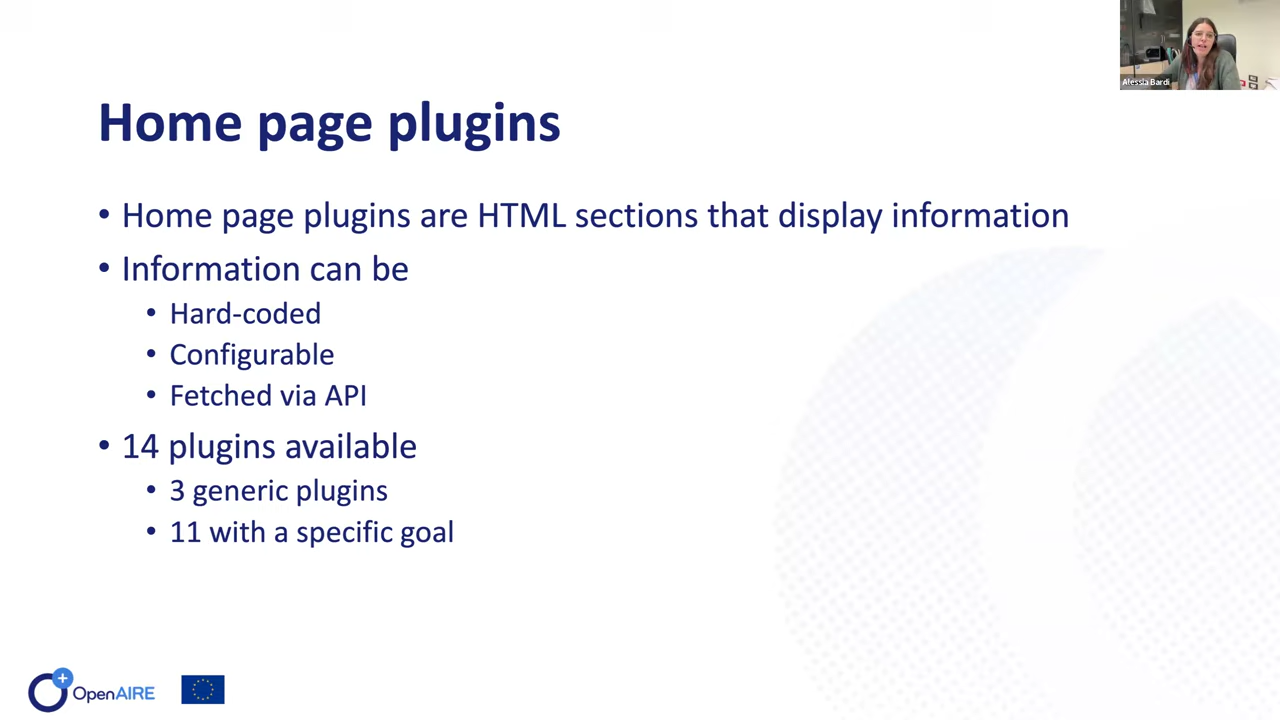 Alessia Bardi
Home page plugins
• Home page plugins are HTML sections that display information
• Information can be
• Hard-coded
• Configurable
• Fetched via API
• 14 plugins available
• 3 generic plugins
• 11 with a specific goal
OpenAIRE